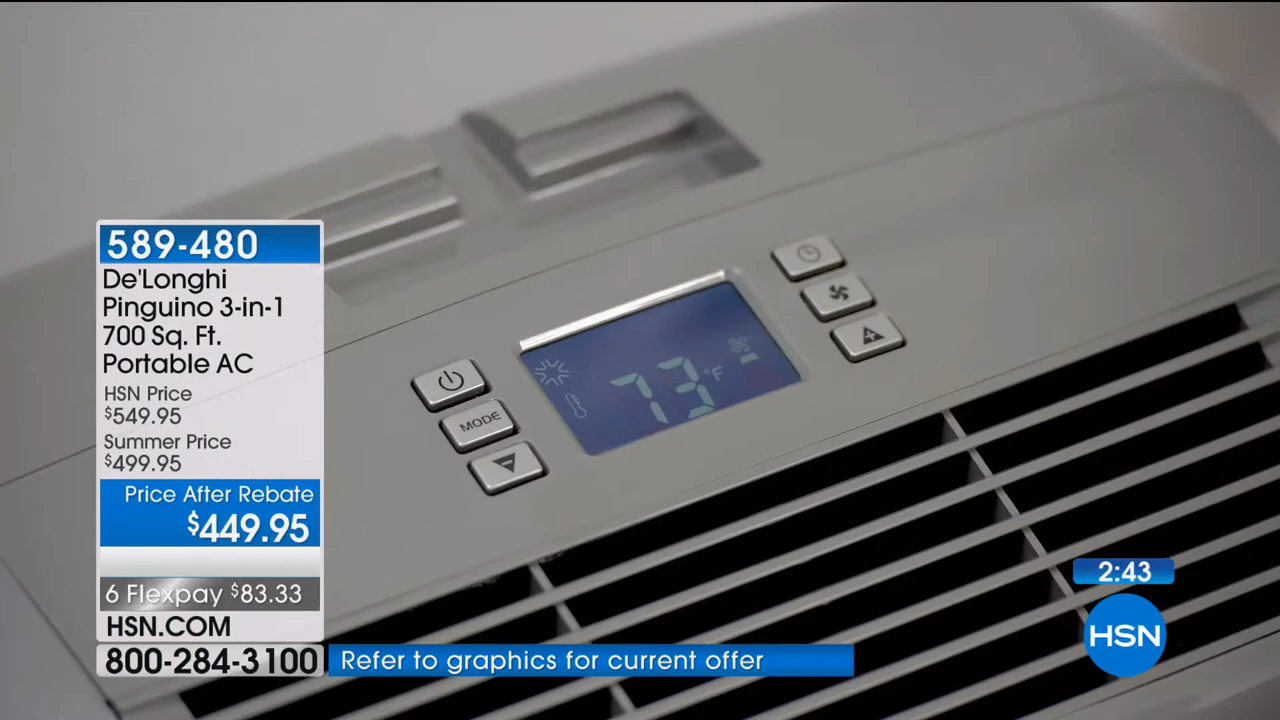 589-480
De'Longhi
Pinguino 3-in-1
700 Sq. Ft.
Portable AC
HSN Price
$549.95
Summer Price
$499.95
Price After Rebate
$449.95
6 Flexpay $83.33
HSN.COM
800-284-3100
Refer to graphics for current offer
MODE
73°F
2:43
HSN